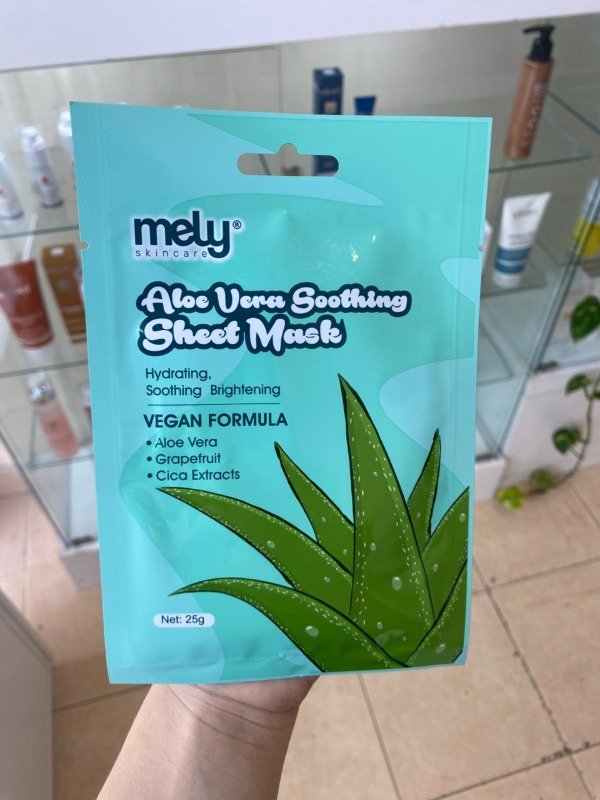 mely®
skincare
Aloe Vera Soothing
Sheet Mask
Hydrating,
Soothing Brightening
VEGAN FORMULA
• Aloe Vera
• Grapefruit
• Cica Extracts
Net: 25g